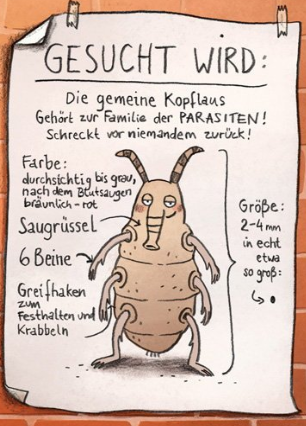 GESUCHT WIRD:
Die gemeine Kopflaus
Gehört zur Familie der PARASITEN!
Schreckt vor niemandem zurück!
Farbe:
durchsichtig bis grau,
nach dem Blutsaugen
bräunlich-rot
Saugrüssel
6 Beine
Greifhaken
zum
Festhalten und
Krabbeln
Größe:
2-4 mm
in echt
etwa
so groß: